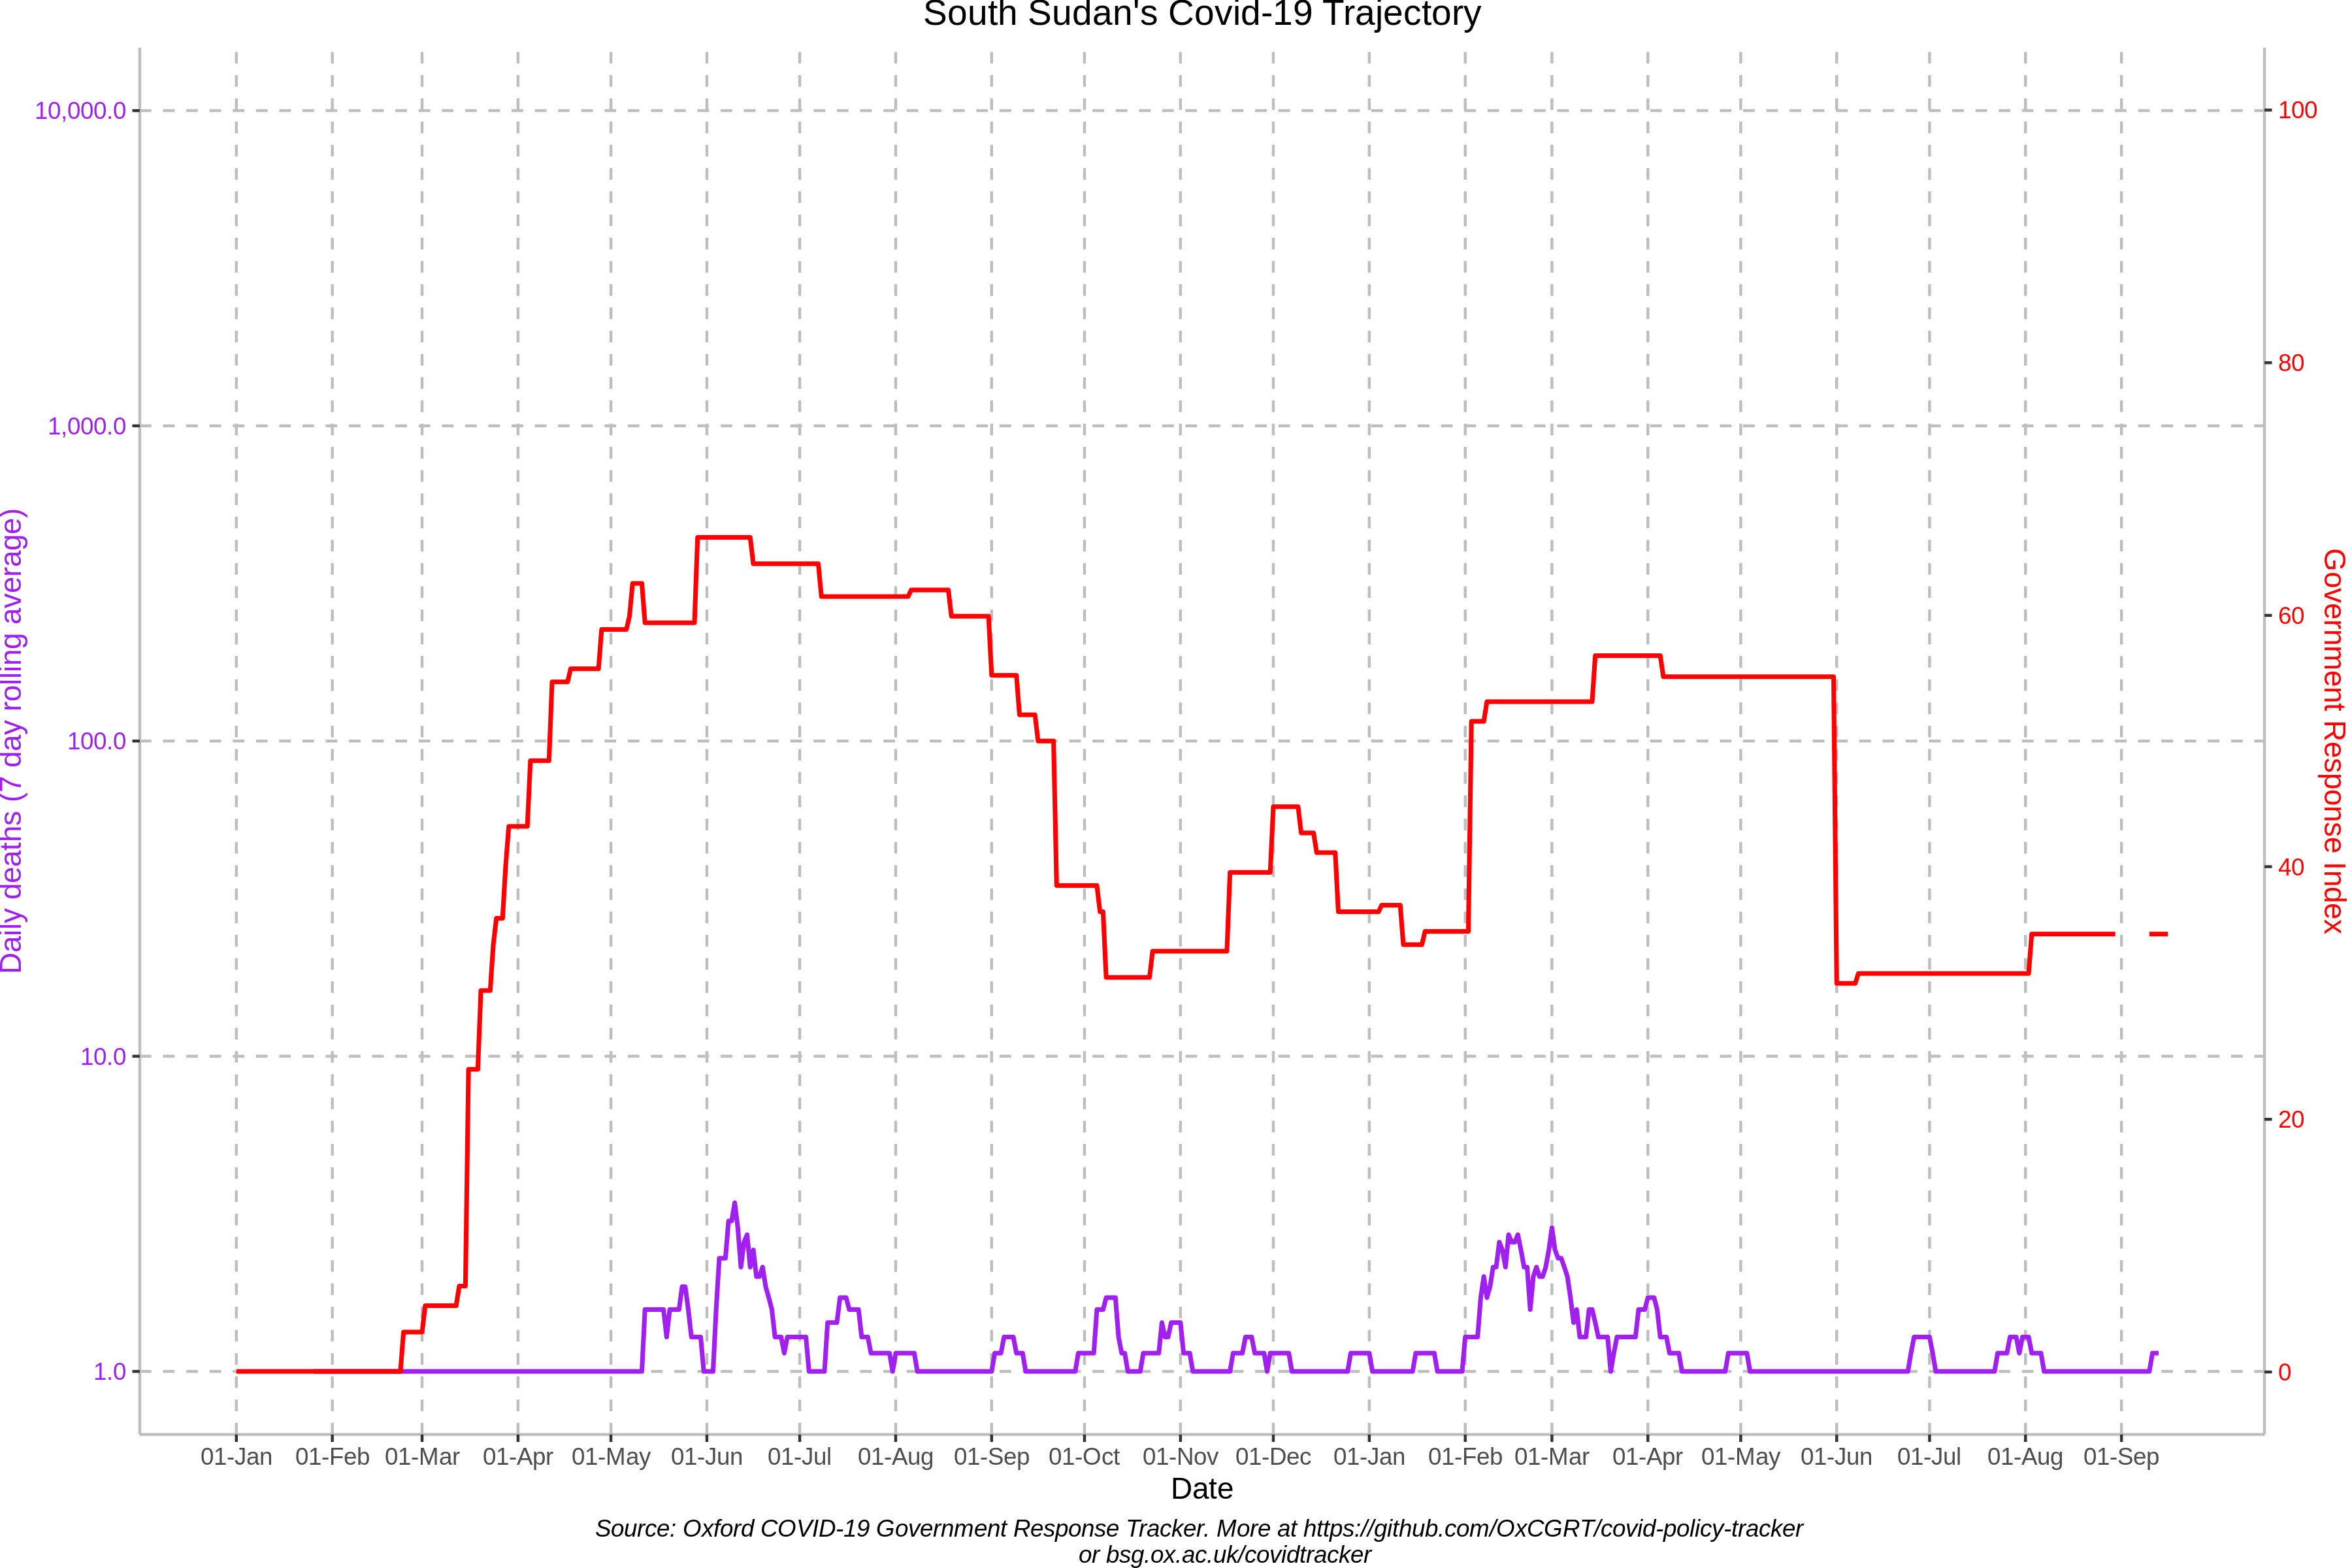 South Sudan's Covid-19 Trajectory
10,000.0
1,000.0
100.0
10.0
1.0
Daily deaths (7 day rolling average)
100
80
60
40
20
0
Government Response Index
01-Jan 01-Feb 01-Mar 01-Apr 01-May 01-Jun 01-Jul 01-Aug 01-Sep 01-Oct 01-Nov 01-Dec 01-Jan 01-Feb 01-Mar 01-Apr 01-May 01-Jun 01-Jul 01-Aug 01-Sep
Date
Source: Oxford COVID-19 Government Response Tracker. More at https://github.com/OxCGRT/covid-policy-tracker
or bsg.ox.ac.uk/covidtracker